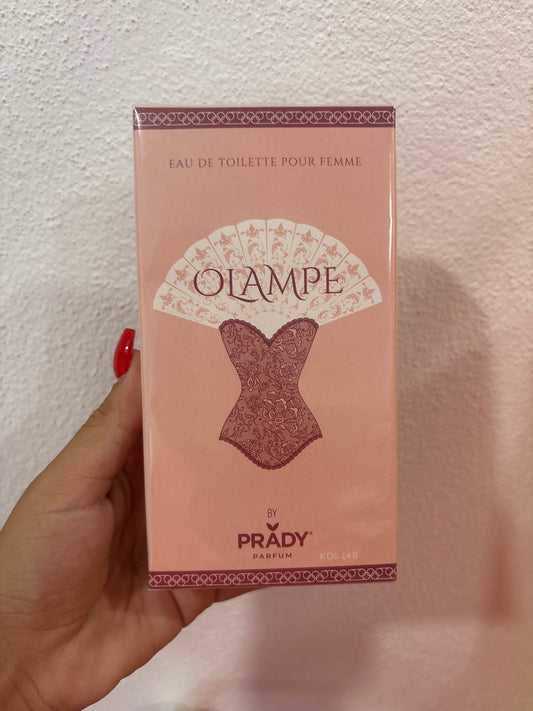 EAU DE TOILETTE POUR FEMME
OLAMPE
BY
PRADY®
PARFUM